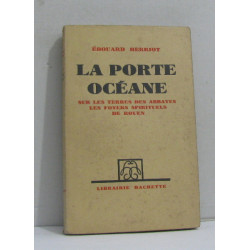 ÉDOUARD HERRIOT
LA PORTE
OCÉANE
SUR LES TERRES DES ABBAYES
LES FOYERS SPIRITUELS
DE ROUEN
LIBRAIRIE HACHETTE